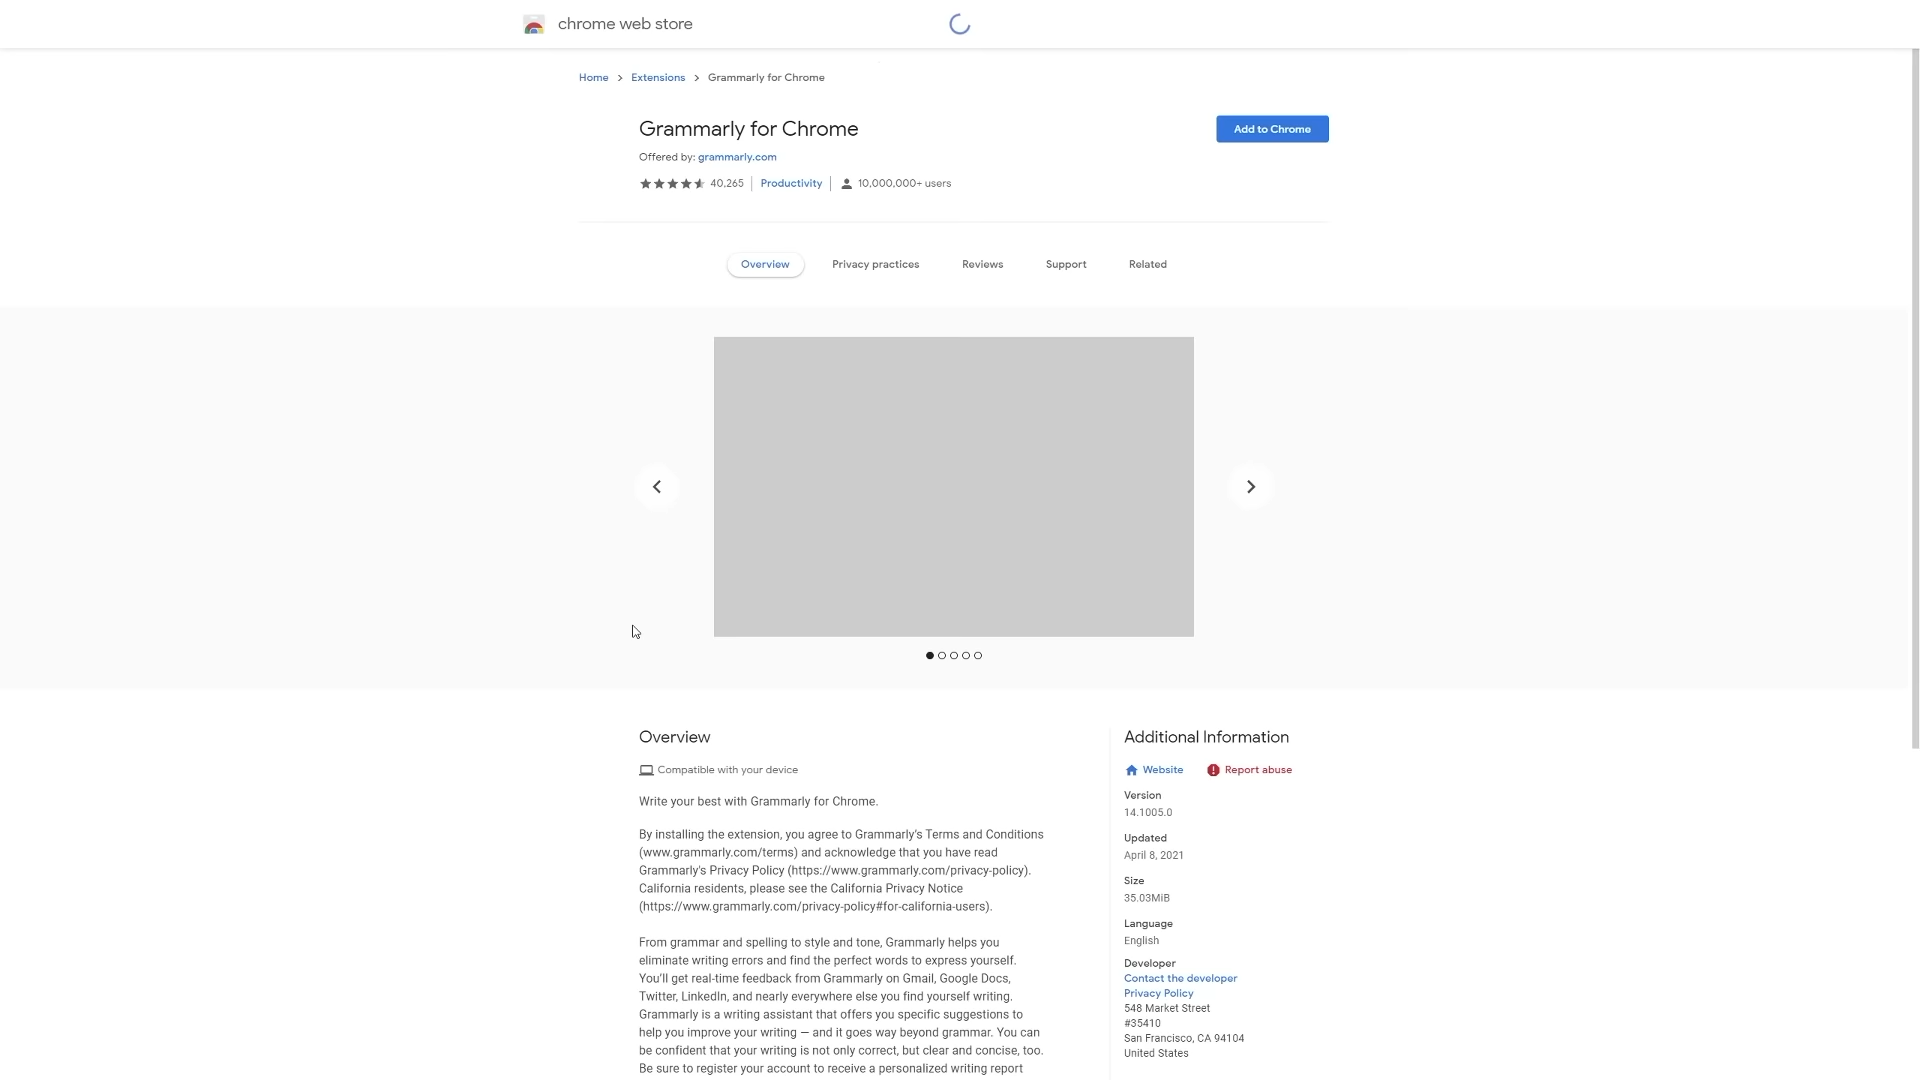 chrome web store
Home > Extensions > Grammarly for Chrome
Grammarly for Chrome
Add to Chrome
Offered by: grammarly.com
40,265 Productivity 10,000,000+ users
Overview Privacy practices Reviews Support Related
Overview
Compatible with your device
Write your best with Grammarly for Chrome.
By installing the extension, you agree to Grammarly's Terms and Conditions
(www.grammarly.com/terms) and acknowledge that you have read
Grammarly's Privacy Policy (https://www.grammarly.com/privacy-policy).
California residents, please see the California Privacy Notice
(https://www.grammarly.com/privacy-policy#for-california-users).
From grammar and spelling to style and tone, Grammarly helps you
eliminate writing errors and find the perfect words to express yourself.
You'll get real-time feedback from Grammarly on Gmail, Google Docs,
Twitter, LinkedIn, and nearly everywhere else you find yourself writing.
Grammarly is a writing assistant that offers you specific suggestions to
help you improve your writing — and it goes way beyond grammar. You can
be confident that your writing is not only correct, but clear and concise, too.
Be sure to register your account to receive a personalized writing report
Additional Information
Website Report abuse
Version
14.1005.0
Updated
April 8, 2021
Size
35.03MiB
Language
English
Developer
Contact the developer
Privacy Policy
548 Market Street
#35410
San Francisco, CA 94104
United States